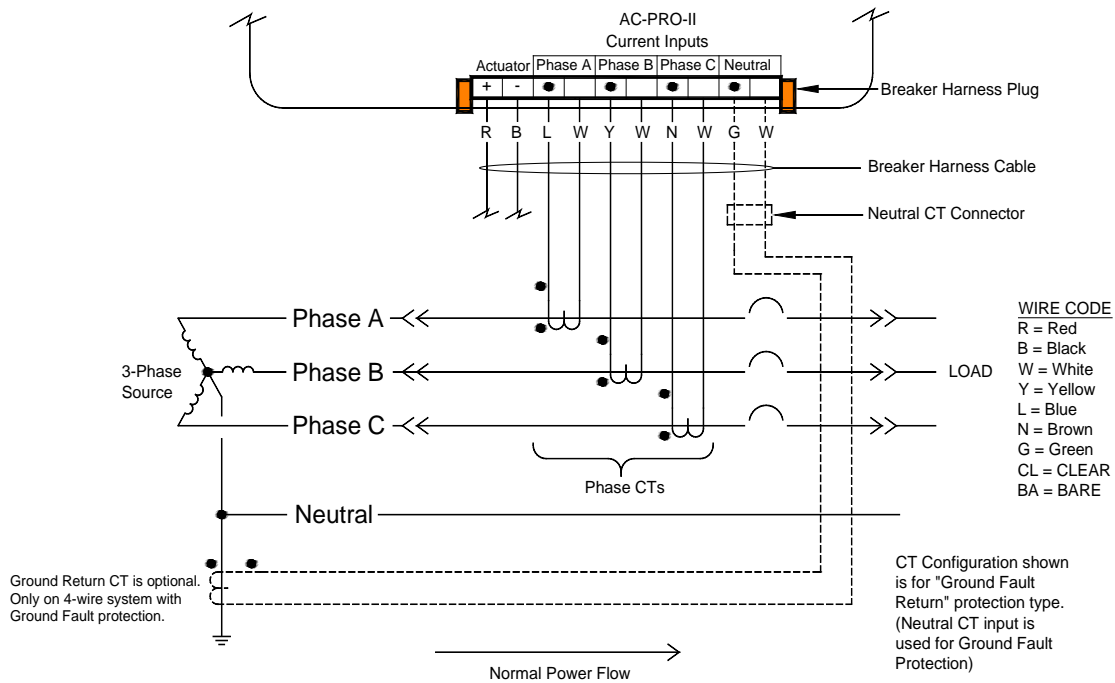 AC-PRO-II
Current Inputs
Actuator Phase A Phase B Phase C Neutral
+ -
Breaker Harness Plug
R B L W Y W N W G W
Breaker Harness Cable
Neutral CT Connector
3-Phase
Source
Phase A
Phase B
Phase C
LOAD
WIRE CODE
R = Red
B = Black
W = White
Y = Yellow
L = Blue
N = Brown
G = Green
CL = CLEAR
BA = BARE
Phase CTs
Neutral
Ground Return CT is optional.
Only on 4-wire system with
Ground Fault protection.
CT Configuration shown
is for "Ground Fault
Return" protection type.
(Neutral CT input is
used for Ground Fault
Protection)
Normal Power Flow